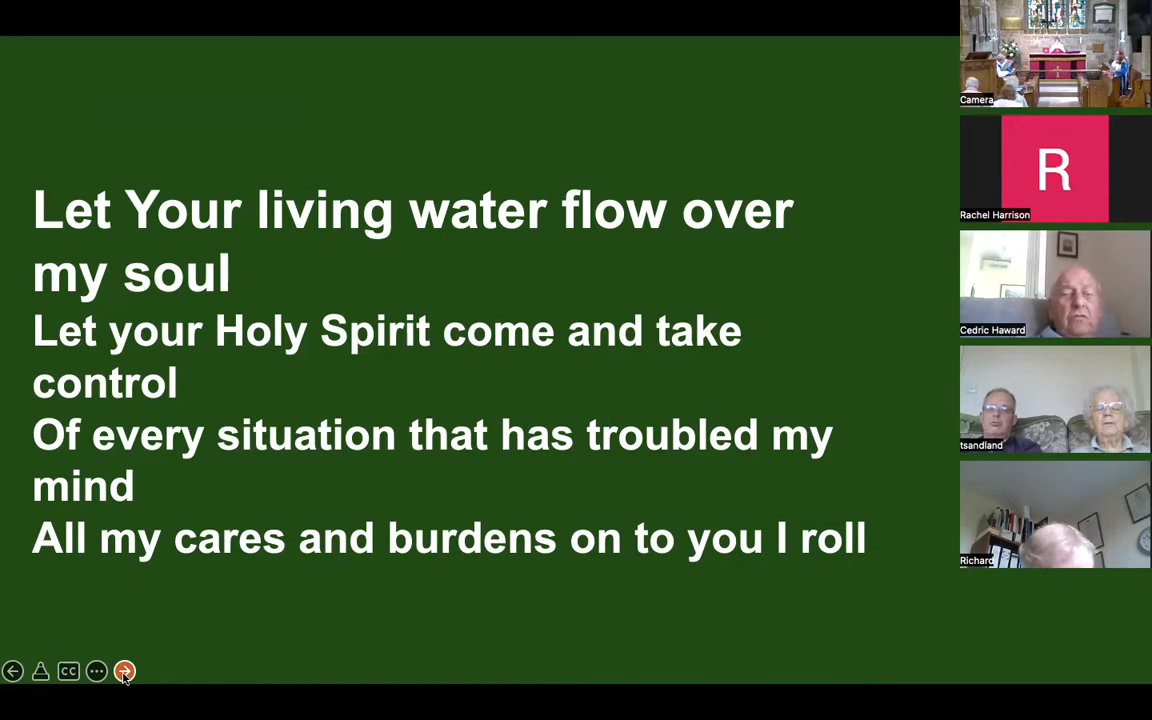 Let Your living water flow over
my soul
Let your Holy Spirit come and take
control
Of every situation that has troubled my
mind
All my cares and burdens on to you I roll
CC
Camera
R
Rachel Harrison
Cedric Haward
tsandland
Richard